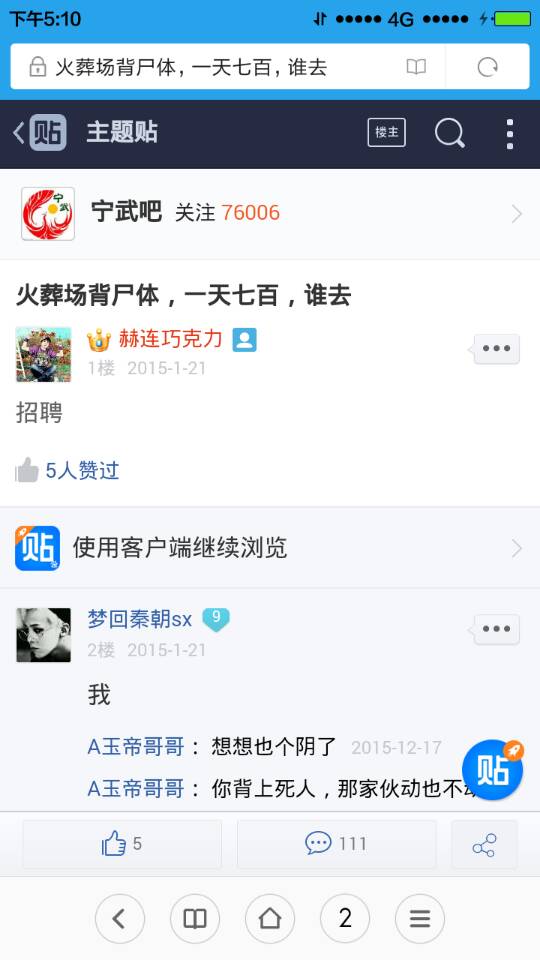 下午5:10
4G
火葬场背尸体，一天七百，谁去
贴 主题贴 楼主
宁武
宁武吧 关注 76006
火葬场背尸体，一天七百，谁去
赫连巧克力
1楼 2015-1-21
招聘
5人赞过
贴 使用客户端继续浏览
梦回秦朝sx 9
2楼 2015-1-21
我
A玉帝哥哥： 想想也个阴了 2015-12-17
A玉帝哥哥： 你背上死人，那家伙动也不
贴
5 111
2